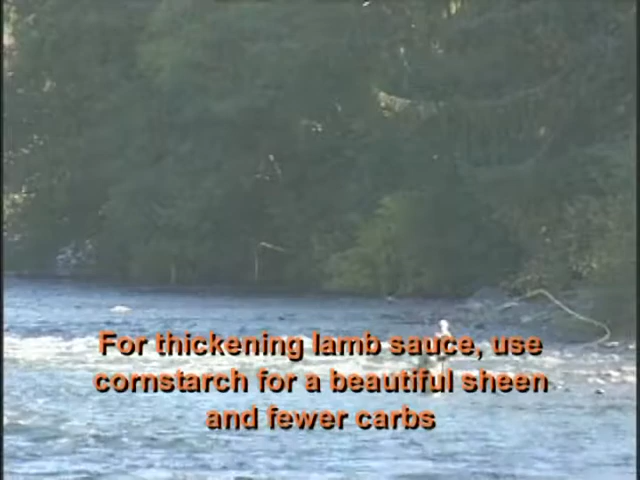 For thickening lamb sauce, use
cornstarch for a beautiful sheen
and fewer carbs